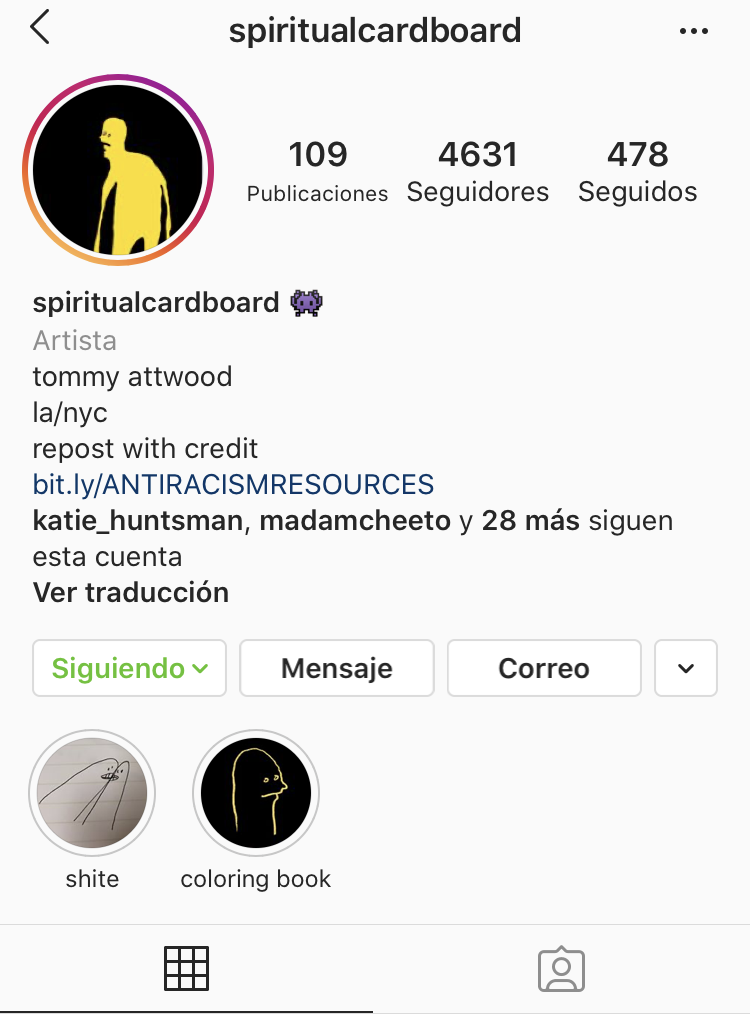 spiritualcardboard
109 4631 478
Publicaciones Seguidores Seguidos
spiritualcardboard
Artista
tommy attwood
la/nyc
repost with credit
bit.ly/ANTIRACISMRESOURCES
katie_huntsman, madamcheeto y 28 más siguen
esta cuenta
Ver traducción
Siguiendo Mensaje Correo
shite coloring book